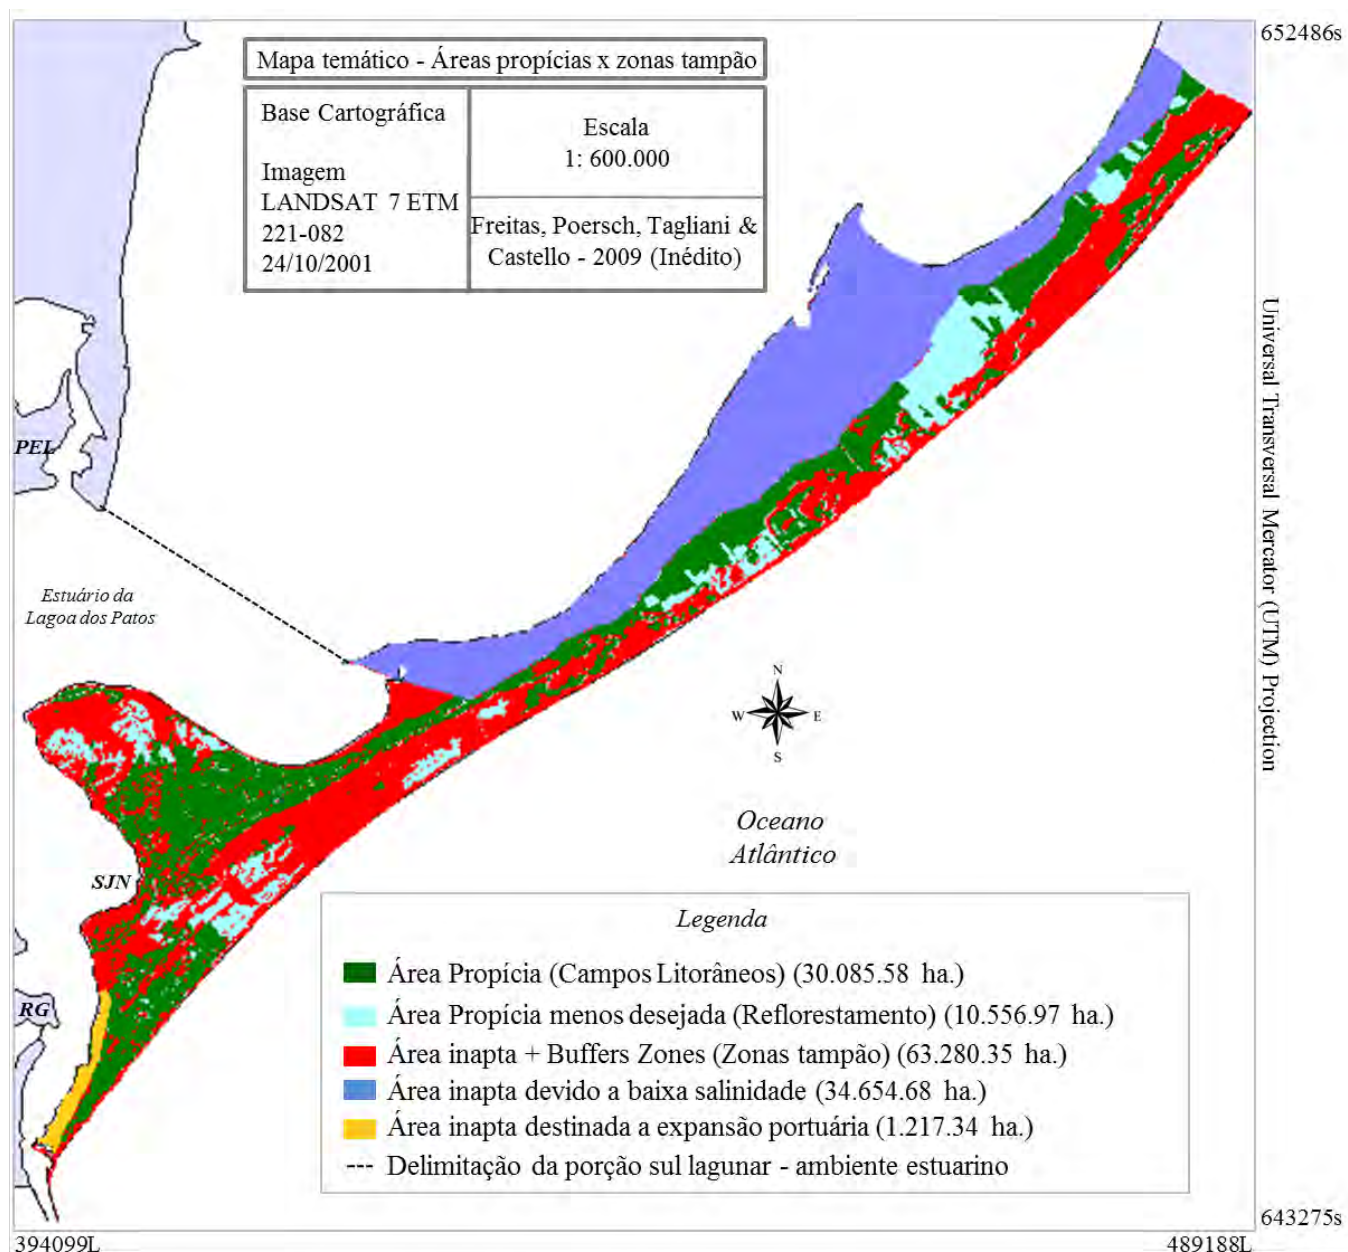 652486s
Mapa temático - Áreas propícias x zonas tampão
Base Cartográfica
Imagem
LANDSAT 7 ETM
221-082
24/10/2001
Escala
1: 600.000
Freitas, Poersch, Tagliani &
Castello - 2009 (Inédito)
Universal Transversal Mercator (UTM) Projection
PEL
Estuário da
Lagoa dos Patos
N
W
E
S
Oceano
Atlântico
SJN
RG
Legenda
Área Propícia (Campos Litorâneos) (30.085.58 ha.)
Área Propícia menos desejada (Reflorestamento) (10.556.97 ha.)
Área inapta + Buffers Zones (Zonas tampão) (63.280.35 ha.)
Área inapta devido a baixa salinidade (34.654.68 ha.)
Área inapta destinada a expansão portuária (1.217.34 ha.)
Delimitação da porção sul lagunar - ambiente estuarino
643275s
394099L
489188L